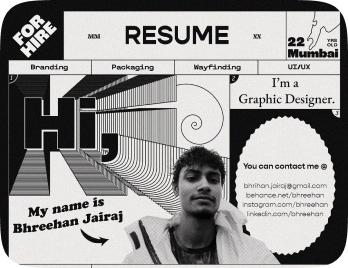 FOR
HIRE
MM
RESUME
XX
22 YRS
OLD
Mumbai
Branding
Packaging
Wayfinding
UI/UX
1
2
Hi,
I'm a
Graphic Designer.
3
You can contact me @
bhrihan.jairaj@gmail.com
behance.net/bhreehan
instagram.com/bhreehan
linkedin.com/bhreehan
My name is
Bhreehan Jairaj